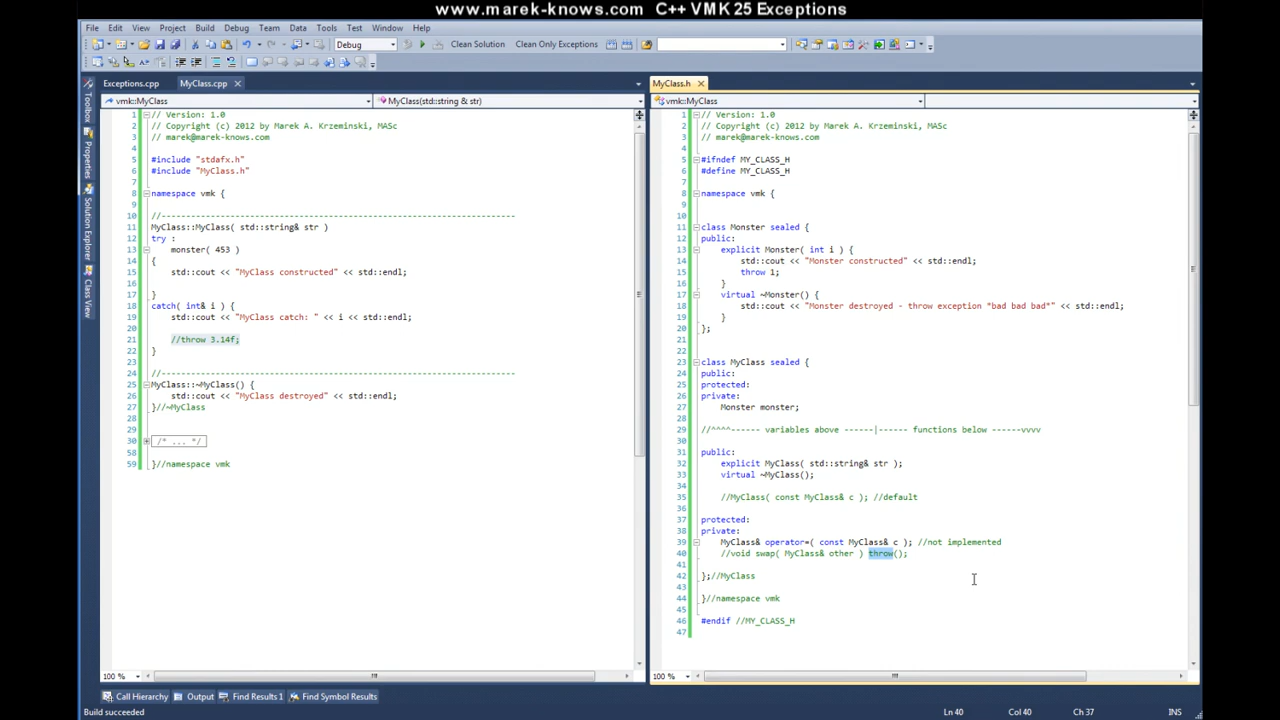 www.marek-knows.com C++ VMK 25 Exceptions
File Edit View Project Build Debug Team Data Tools Test Window Help
Debug Clean Solution Clean Only Exceptions
Exceptions.cpp MyClass.cpp
vmk::MyClass MyClass(std::string & str)
1 // Version: 1.0
2 // Copyright (c) 2012 by Marek A. Krzeminski, MASc
3 // marek@marek-knows.com
4
5 #include "stdafx.h"
6 #include "MyClass.h"
7
8 namespace vmk {
9
10 //----------------------------------------------------------------------
11 MyClass::MyClass( std::string& str )
12 try :
13 monster( 453 )
14 {
15 std::cout << "MyClass constructed" << std::endl;
16
17 }
18 catch( int& i ) {
19 std::cout << "MyClass catch: " << i << std::endl;
20
21 //throw 3.14f;
22 }
23
24 //----------------------------------------------------------------------
25 MyClass::~MyClass() {
26 std::cout << "MyClass destroyed" << std::endl;
27 }//~MyClass
28
29
30 /* ... */
58
59 }//namespace vmk
100 %
MyClass.h
vmk::MyClass
1 // Version: 1.0
2 // Copyright (c) 2012 by Marek A. Krzeminski, MASc
3 // marek@marek-knows.com
4
5 #ifndef MY_CLASS_H
6 #define MY_CLASS_H
7
8 namespace vmk {
9
10
11 class Monster sealed {
12 public:
13 explicit Monster( int i ) {
14 std::cout << "Monster constructed" << std::endl;
15 throw 1;
16 }
17 virtual ~Monster() {
18 std::cout << "Monster destroyed - throw exception *bad bad bad*" << std::endl;
19 }
20 };
21
22
23 class MyClass sealed {
24 public:
25 protected:
26 private:
27 Monster monster;
28
29 //^^^^------ variables above ------|------ functions below ------vvvv
30
31 public:
32 explicit MyClass( std::string& str );
33 virtual ~MyClass();
34
35 //MyClass( const MyClass& c ); //default
36
37 protected:
38 private:
39 MyClass& operator=( const MyClass& c ); //not implemented
40 //void swap( MyClass& other ) throw();
41
42 };//MyClass
43
44 }//namespace vmk
45
46 #endif //MY_CLASS_H
47
100 %
Toolbox
Properties
Solution Explorer
Class View
Call Hierarchy Output Find Results 1 Find Symbol Results
Build succeeded Ln 40 Col 40 Ch 37 INS